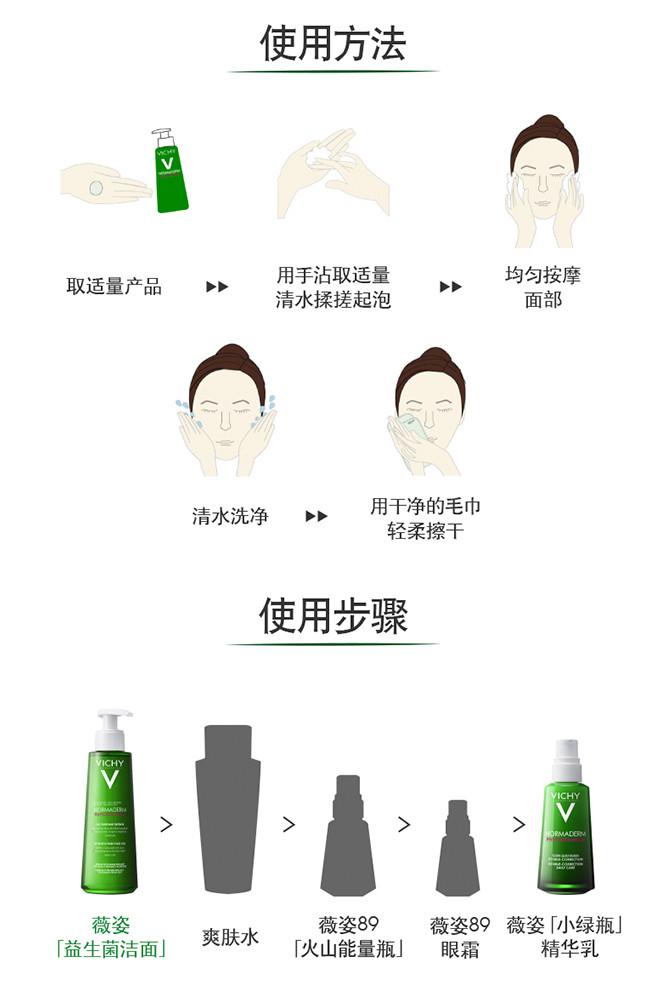 使用方法
VICHY
V
NORMADERM
取适量产品
用手沾取适量
清水揉搓起泡
均匀按摩
面部
清水洗净
用干净的毛巾
轻柔擦干
使用步骤
VICHY
V
NORMADERM
VICHY
V
NORMADERM
薇姿
「益生菌洁面」
爽肤水
薇姿89
「火山能量瓶」
薇姿89
眼霜
薇姿「小绿瓶」
精华乳